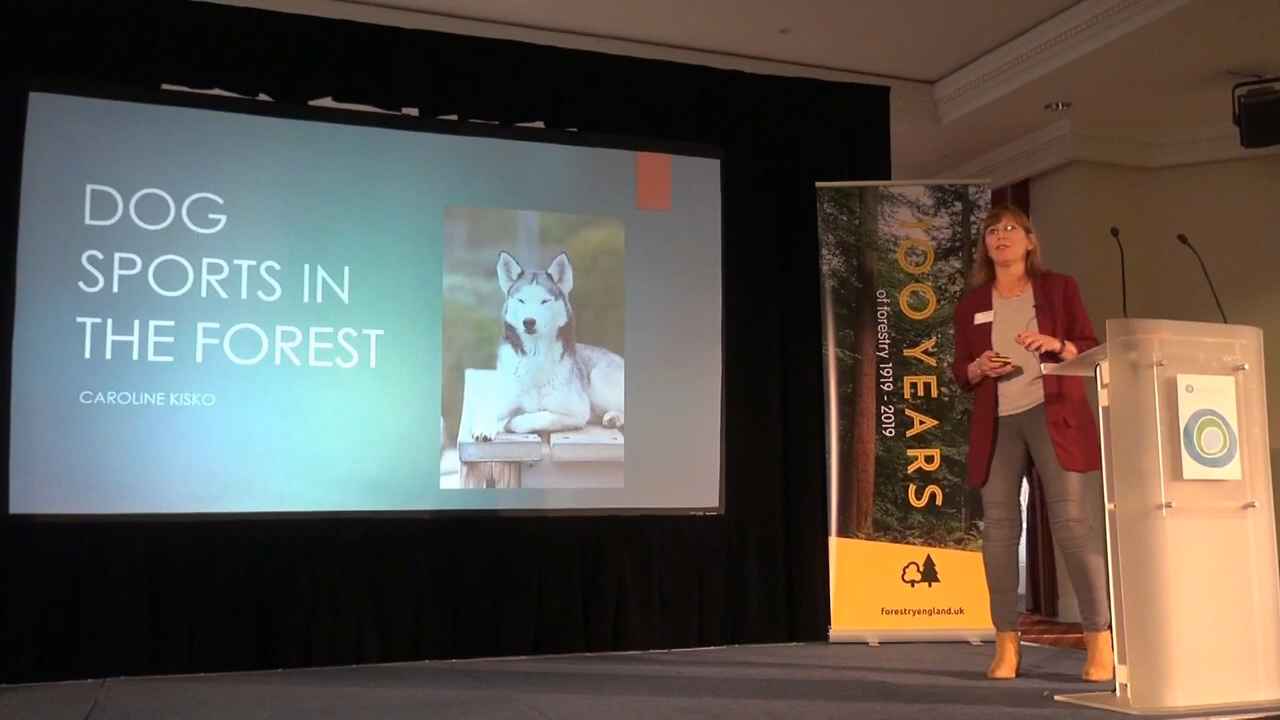 DOG
SPORTS IN
THE FOREST
CAROLINE KISKO
100 YEARS
of forestry 1919 - 2019
forestryengland.uk